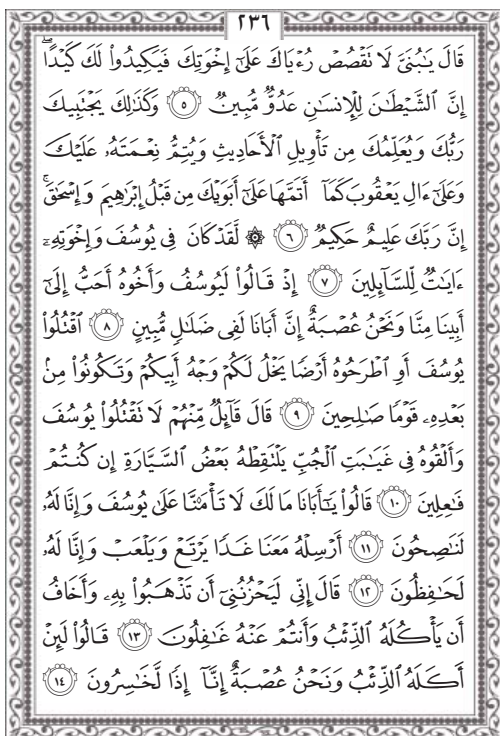 ٢٣٦
قَالَ يَٰبُنَيَّ لَا تَقْصُصْ رُءْيَاكَ عَلَىٰٓ إِخْوَتِكَ فَيَكِيدُوا۟ لَكَ كَيْدًا ۖ
إِنَّ ٱلشَّيْطَٰنَ لِلْإِنسَٰنِ عَدُوٌّ مُّبِينٌ ٥ وَكَذَٰلِكَ يَجْتَبِيكَ
رَبُّكَ وَيُعَلِّمُكَ مِن تَأْوِيلِ ٱلْأَحَادِيثِ وَيُتِمُّ نِعْمَتَهُۥ عَلَيْكَ
وَعَلَىٰٓ ءَالِ يَعْقُوبَ كَمَآ أَتَمَّهَا عَلَىٰٓ أَبَوَيْكَ مِن قَبْلُ إِبْرَٰهِيمَ وَإِسْحَٰقَ ۚ
إِنَّ رَبَّكَ عَلِيمٌ حَكِيمٌ ٦ ۞ لَّقَدْ كَانَ فِى يُوسُفَ وَإِخْوَتِهِۦٓ
ءَايَٰتٌ لِّلسَّآئِلِينَ ٧ إِذْ قَالُوا۟ لَيُوسُفُ وَأَخُوهُ أَحَبُّ إِلَىٰٓ
أَبِينَا مِنَّا وَنَحْنُ عُصْبَةٌ إِنَّ أَبَانَا لَفِى ضَلَٰلٍ مُّبِينٍ ٨ ٱقْتُلُوا۟
يُوسُفَ أَوِ ٱطْرَحُوهُ أَرْضًا يَخْلُ لَكُمْ وَجْهُ أَبِيكُمْ وَتَكُونُوا۟ مِنۢ
بَعْدِهِۦ قَوْمًا صَٰلِحِينَ ٩ قَالَ قَآئِلٌ مِّنْهُمْ لَا تَقْتُلُوا۟ يُوسُفَ
وَأَلْقُوهُ فِى غَيَٰبَتِ ٱلْجُبِّ يَلْتَقِطْهُ بَعْضُ ٱلسَّيَّارَةِ إِن كُنتُمْ
فَٰعِلِينَ ١٠ قَالُوا۟ يَٰٓأَبَانَا مَا لَكَ لَا تَأْمَ۫نَّا عَلَىٰ يُوسُفَ وَإِنَّا لَهُۥ
لَنَٰصِحُونَ ١١ أَرْسِلْهُ مَعَنَا غَدًا يَرْتَعْ وَيَلْعَبْ وَإِنَّا لَهُۥ
لَحَٰفِظُونَ ١٢ قَالَ إِنِّى لَيَحْزُنُنِىٓ أَن تَذْهَبُوا۟ بِهِۦ وَأَخَافُ
أَن يَأْكُلَهُ ٱلذِّئْبُ وَأَنتُمْ عَنْهُ غَٰفِلُونَ ١٣ قَالُوا۟ لَئِنْ
أَكَلَهُ ٱلذِّئْبُ وَنَحْنُ عُصْبَةٌ إِنَّآ إِذًا لَّخَٰسِرُونَ ١٤